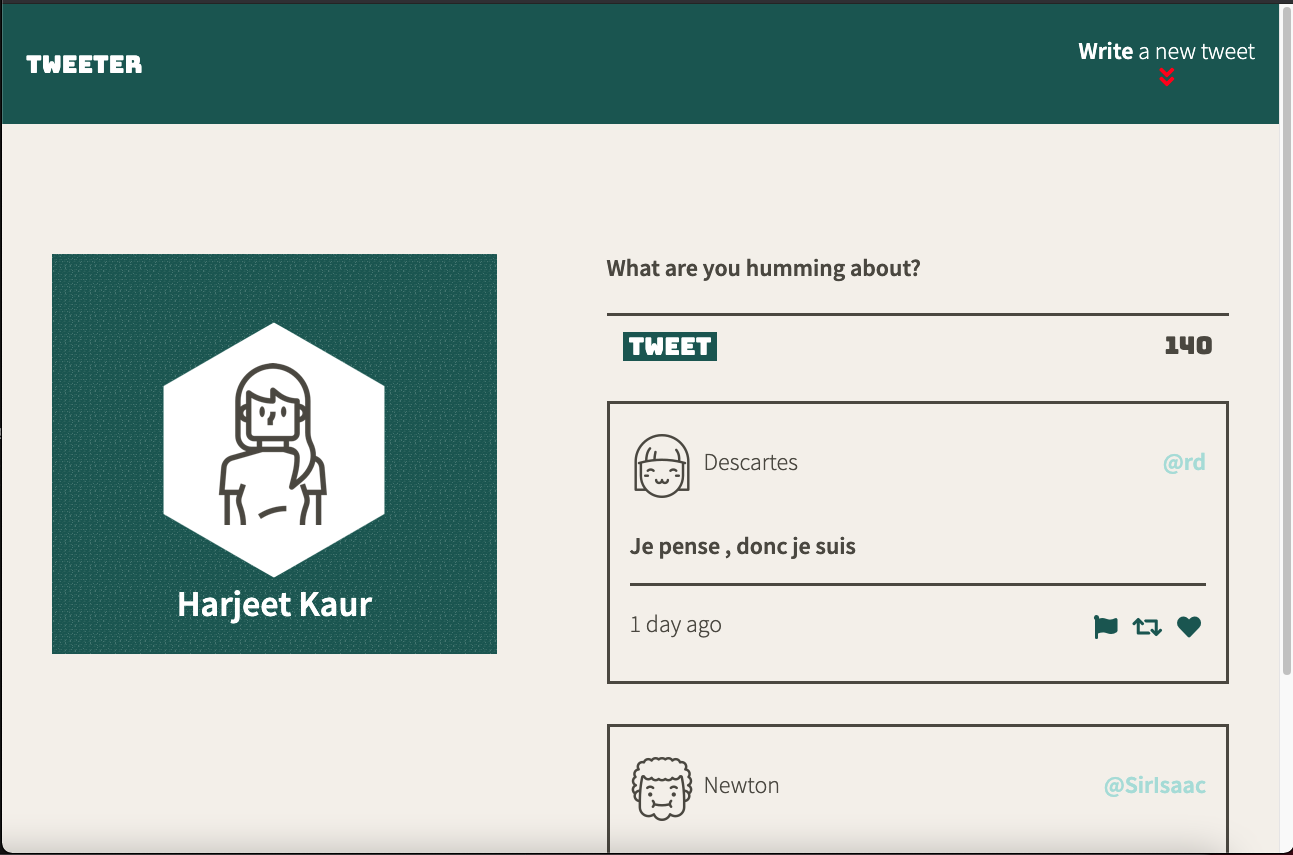 TWEETER
Write a new tweet
Harjeet Kaur
What are you humming about?
TWEET 140
Descartes @rd
Je pense , donc je suis
1 day ago
Newton @SirIsaac